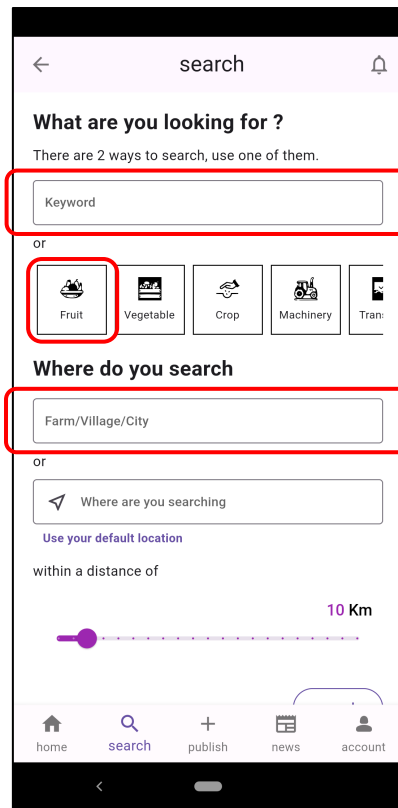 search
What are you looking for ?
There are 2 ways to search, use one of them.
Keyword
or
Fruit Vegetable Crop Machinery
Where do you search
Farm/Village/City
or
Where are you searching
Use your default location
within a distance of
10 Km
home search publish news account